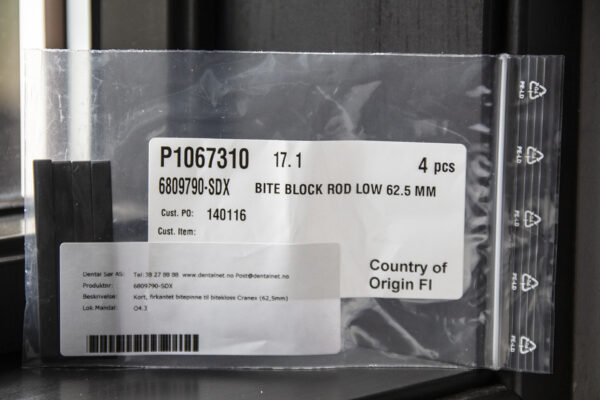 P1067310 17.1 4 pcs
6809790-SDX BITE BLOCK ROD LOW 62.5 MM
Cust. PO: 140116
Cust. Item:
Country of
Origin FI
Dental Sør AS: Tel: 38 27 88 88 www.dentalnet.no Post@dentalnet.no
Produktnr: 6809790-SDX
Beskrivelse: Kort, firkantet bitepinne til bitekloss Cranex (62,5mm)
Lok. Mandal: O4.3
PE-LD
PE-LD
PE-LD
PE-LD
PE-LD